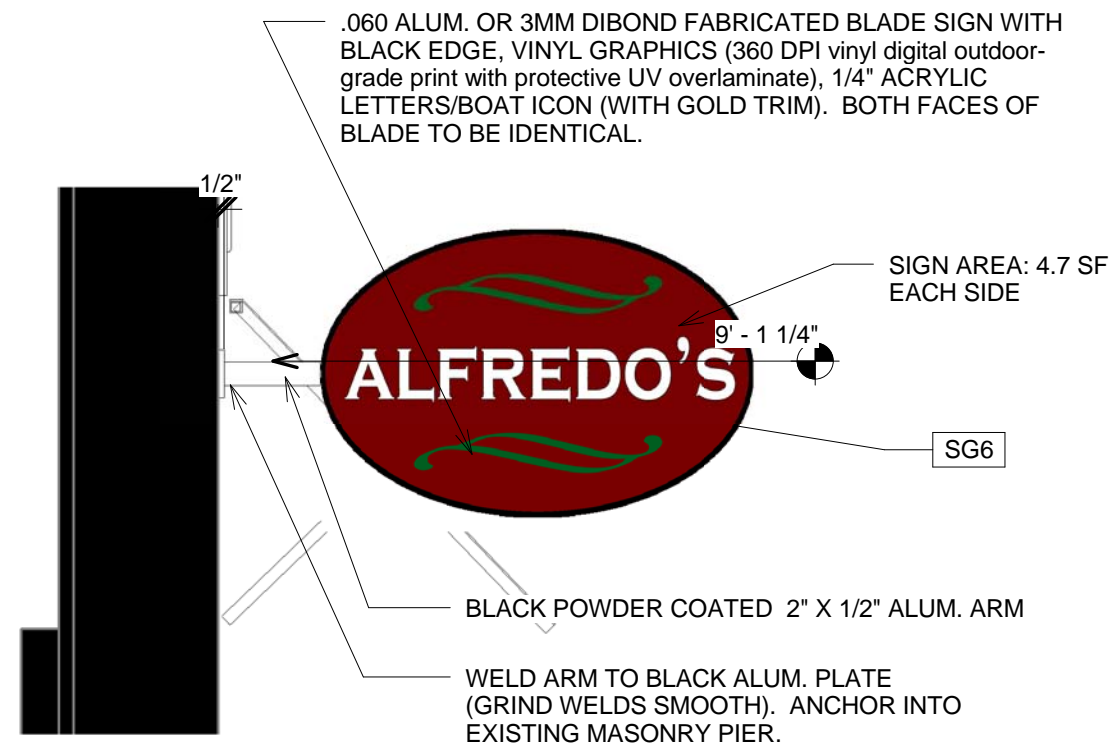 .060 ALUM. OR 3MM DIBOND FABRICATED BLADE SIGN WITH
BLACK EDGE, VINYL GRAPHICS (360 DPI vinyl digital outdoor-
grade print with protective UV overlaminate), 1/4" ACRYLIC
LETTERS/BOAT ICON (WITH GOLD TRIM).  BOTH FACES OF
BLADE TO BE IDENTICAL.
1/2"
SIGN AREA: 4.7 SF
EACH SIDE
9' - 1 1/4"
ALFREDO'S
SG6
BLACK POWDER COATED  2" X 1/2" ALUM. ARM
WELD ARM TO BLACK ALUM. PLATE
(GRIND WELDS SMOOTH).  ANCHOR INTO
EXISTING MASONRY PIER.